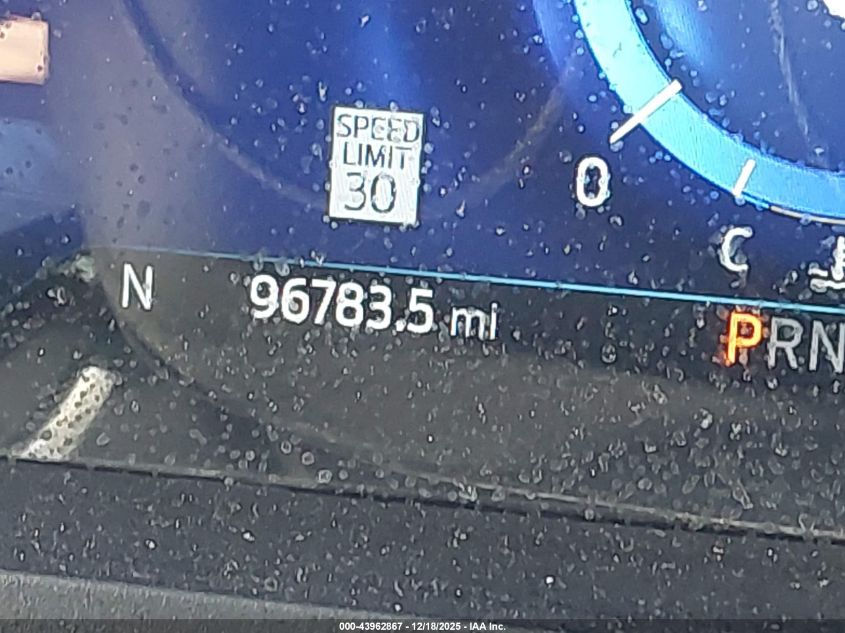 SPEED
LIMIT
30
0
C
N
96783.5 mi
PRN
000-43962867 - 12/18/2025 - IAA Inc.